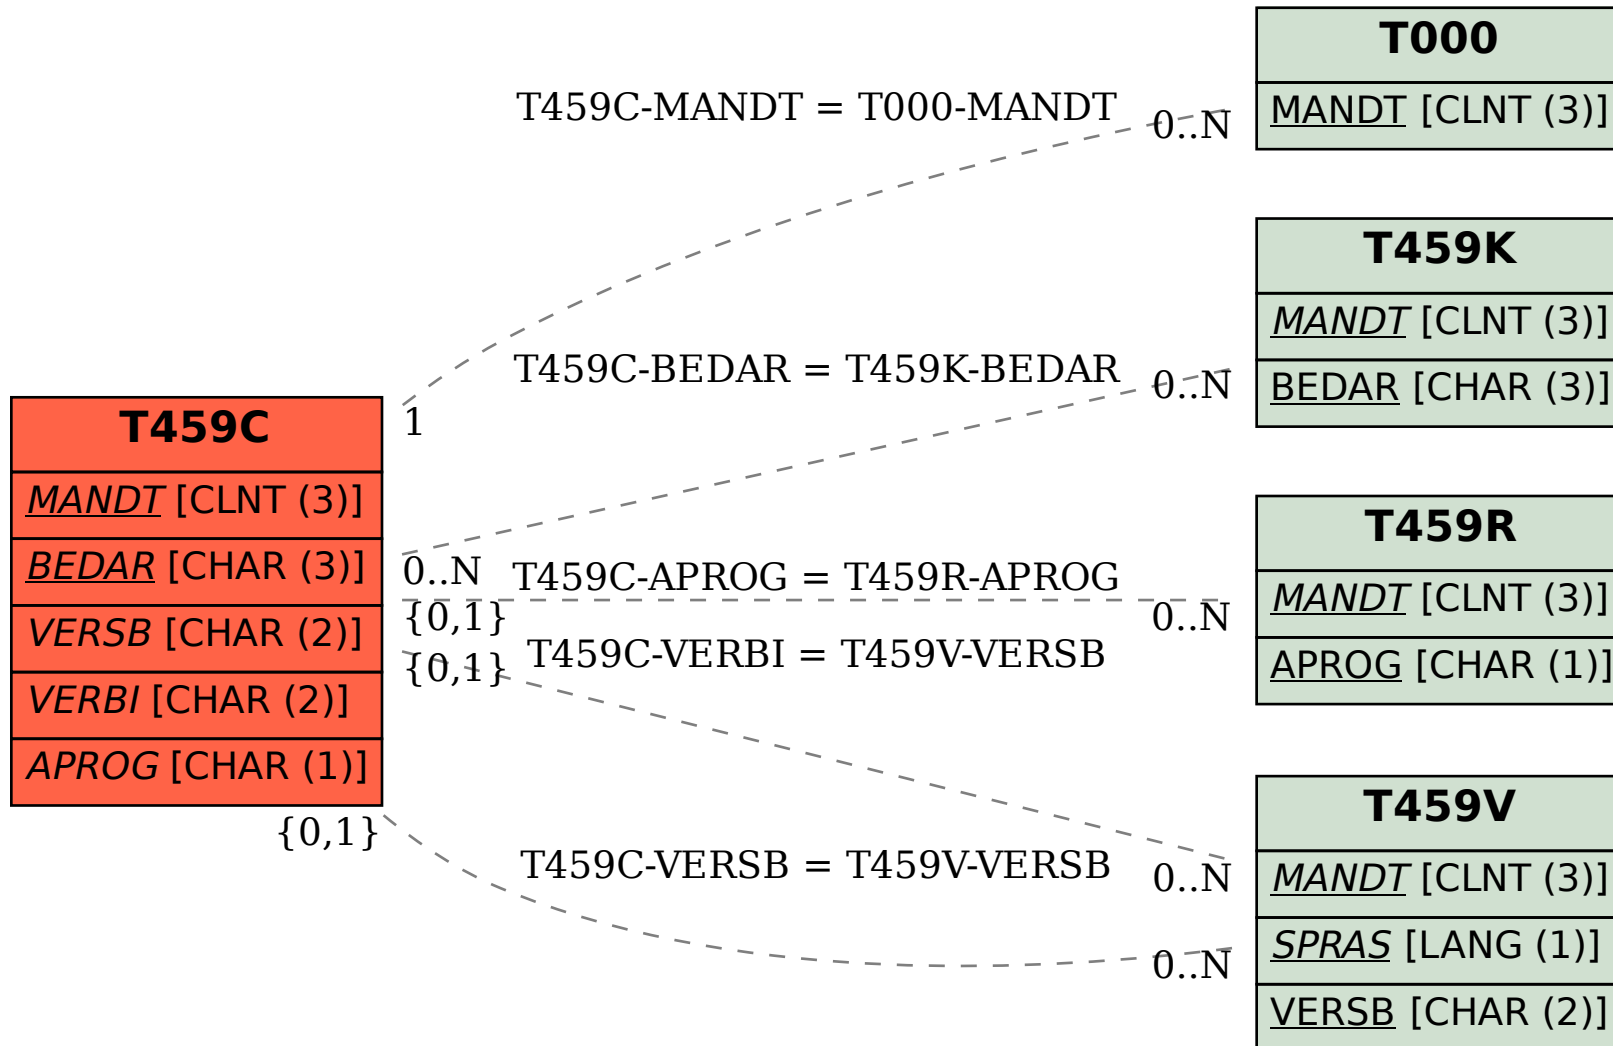 T000
MANDT [CLNT (3)]
T459C-MANDT = T000-MANDT
0..N
1
T459K
MANDT [CLNT (3)]
BEDAR [CHAR (3)]
T459C-BEDAR = T459K-BEDAR
0..N
0..N
T459C
MANDT [CLNT (3)]
BEDAR [CHAR (3)]
VERSB [CHAR (2)]
VERBI [CHAR (2)]
APROG [CHAR (1)]
T459R
MANDT [CLNT (3)]
APROG [CHAR (1)]
T459C-APROG = T459R-APROG
{0,1}
0..N
T459C-VERBI = T459V-VERSB
{0,1}
0..N
T459V
MANDT [CLNT (3)]
SPRAS [LANG (1)]
VERSB [CHAR (2)]
T459C-VERSB = T459V-VERSB
{0,1}
0..N